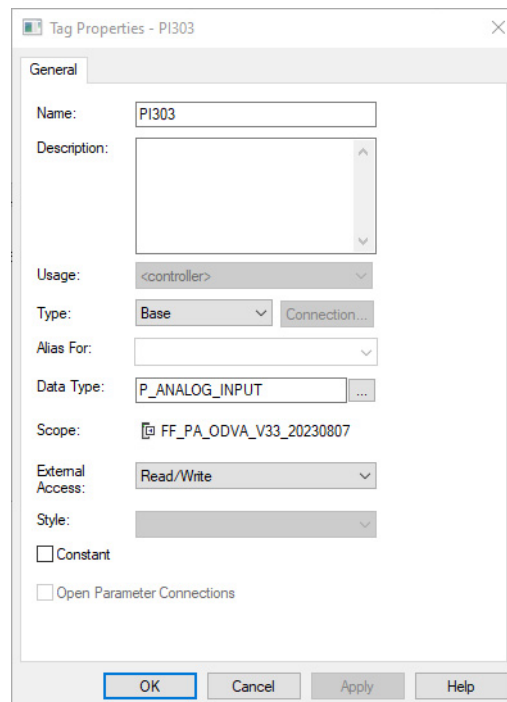 Tag Properties - PI303
General
Name: PI303
Description:
Usage: <controller>
Type: Base Connection...
Alias For:
Data Type: P_ANALOG_INPUT ...
Scope: FF_PA_ODVA_V33_20230807
External Access: Read/Write
Style:
Constant
Open Parameter Connections
OK Cancel Apply Help